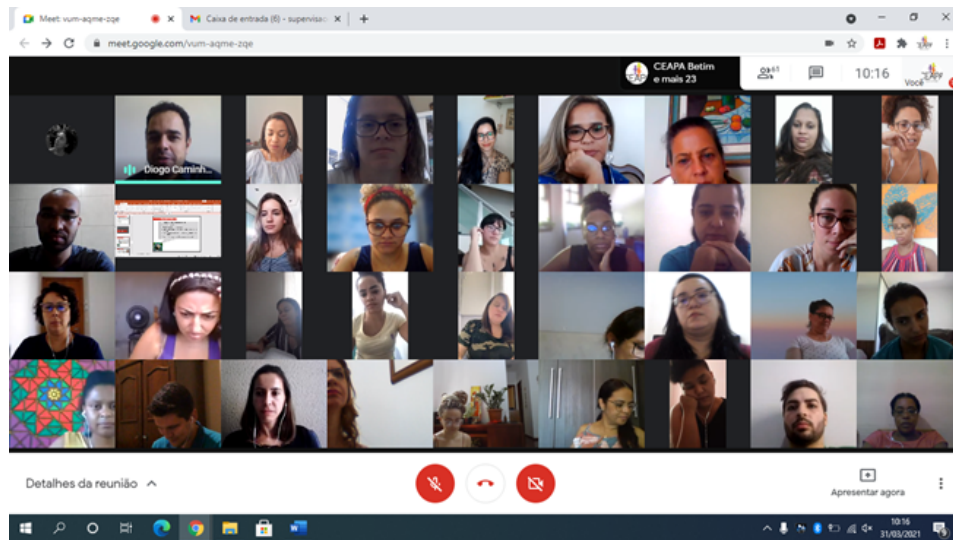 Meet: vum-aqme-zqe
Caixa de entrada (6) - supervisao
meet.google.com/vum-aqme-zqe
CEAPA Betim
e mais 23
61
10:16
Você
Diogo Caminh...
Detalhes da reunião
Apresentar agora
10:16
31/03/2021